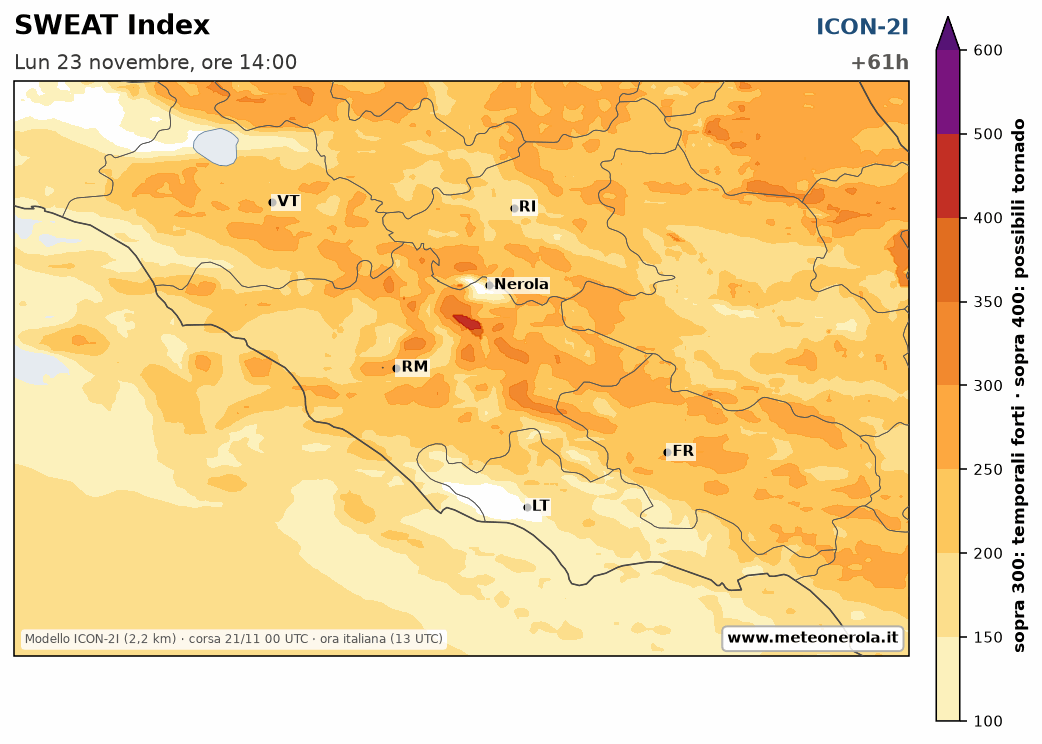 SWEAT Index
ICON-2I
Lun 23 novembre, ore 14:00
+61h
VT
RI
Nerola
RM
FR
LT
Modello ICON-2I (2,2 km) · corsa 21/11 00 UTC · ora italiana (13 UTC)
www.meteonerola.it
600
500
400
350
300
250
200
150
100
sopra 300: temporali forti · sopra 400: possibili tornado